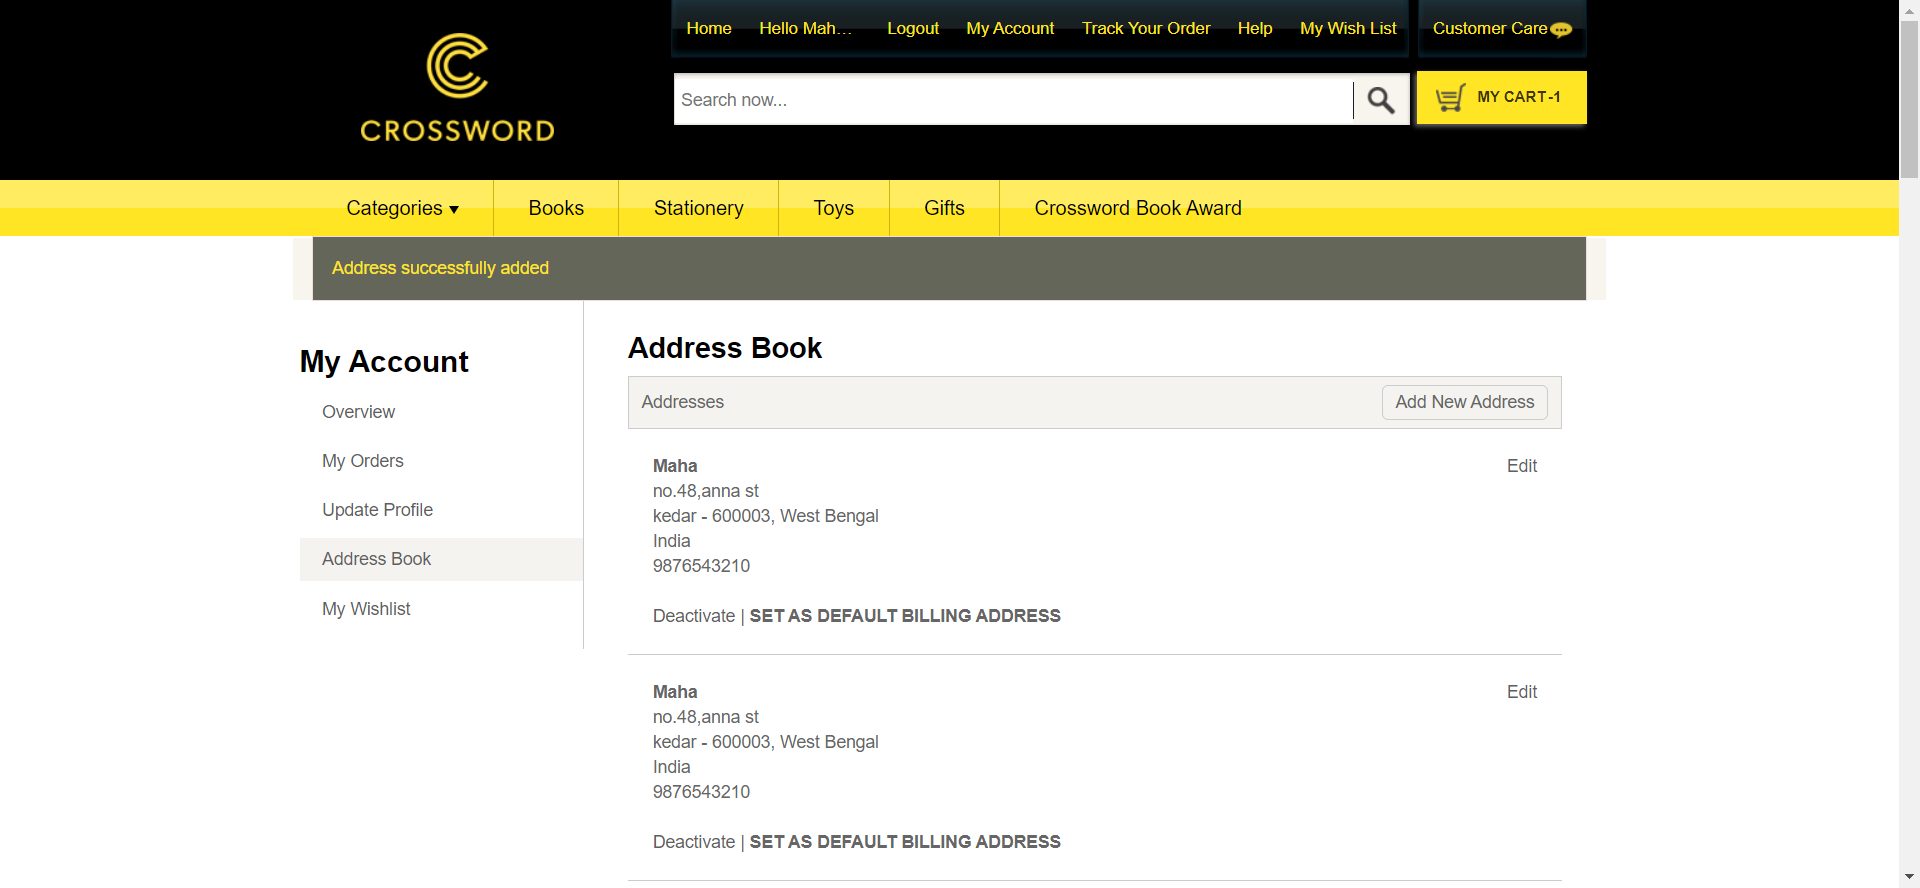 Home Hello Mah... Logout My Account Track Your Order Help My Wish List Customer Care
CROSSWORD
Search now...
MY CART-1
Categories ▾ Books Stationery Toys Gifts Crossword Book Award
Address successfully added
My Account
Overview
My Orders
Update Profile
Address Book
My Wishlist
Address Book
Addresses Add New Address
Maha Edit
no.48,anna st
kedar - 600003, West Bengal
India
9876543210
Deactivate | SET AS DEFAULT BILLING ADDRESS
Maha Edit
no.48,anna st
kedar - 600003, West Bengal
India
9876543210
Deactivate | SET AS DEFAULT BILLING ADDRESS